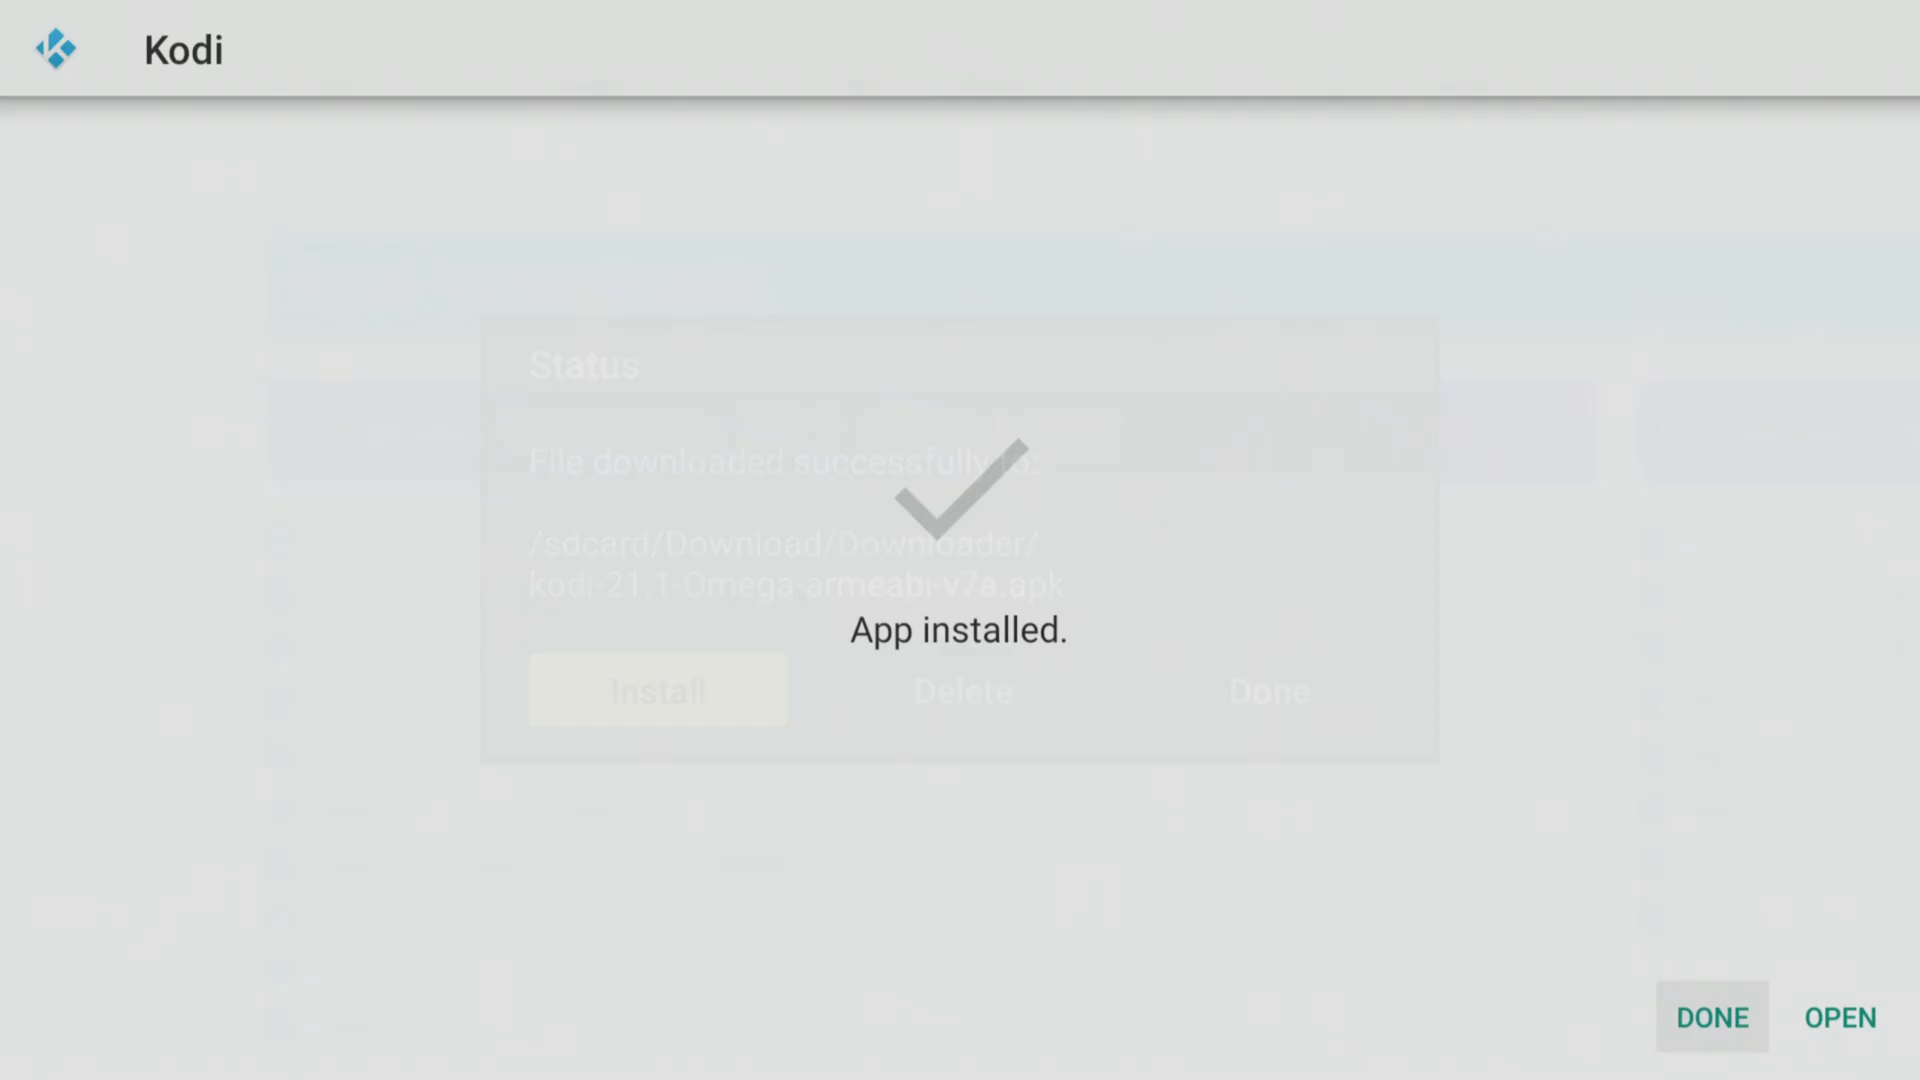 Kodi
Status
File downloaded successfully to:
/sdcard/Download/Downloader/
kodi-21.1-Omega-armeabi-v7a.apk
App installed.
Install
Delete
Done
DONE
OPEN